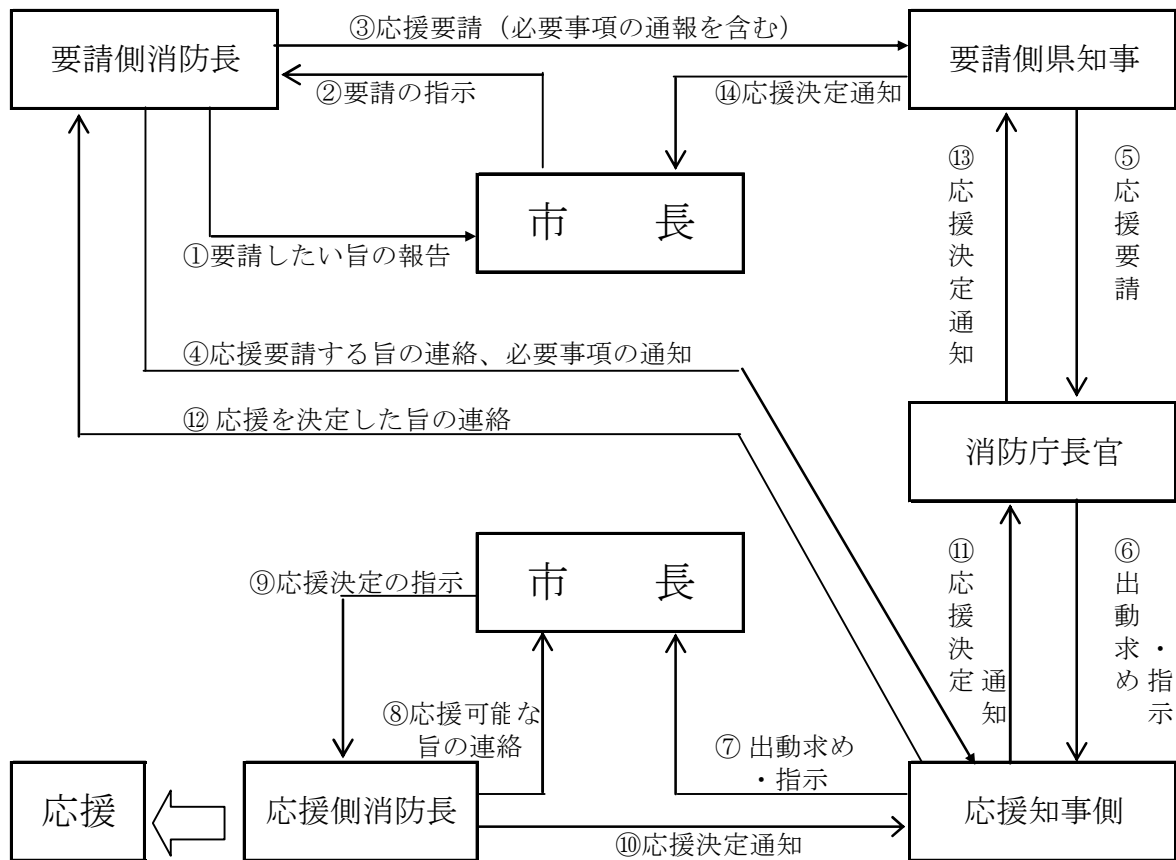 ③応援要請（必要事項の通報を含む）
要請側消防長
要請側県知事
②要請の指示
⑭応援決定通知
市　　長
①要請したい旨の報告
⑬応援決定通知
⑤応援要請
④応援要請する旨の連絡、必要事項の通知
⑫ 応援を決定した旨の連絡
消防庁長官
市　　長
⑨応援決定の指示
⑪応援決定
通知
⑥出動求め
・指示
⑧応援可能な
旨の連絡
⑦ 出動求め
・指示
応援
応援側消防長
応援知事側
⑩応援決定通知